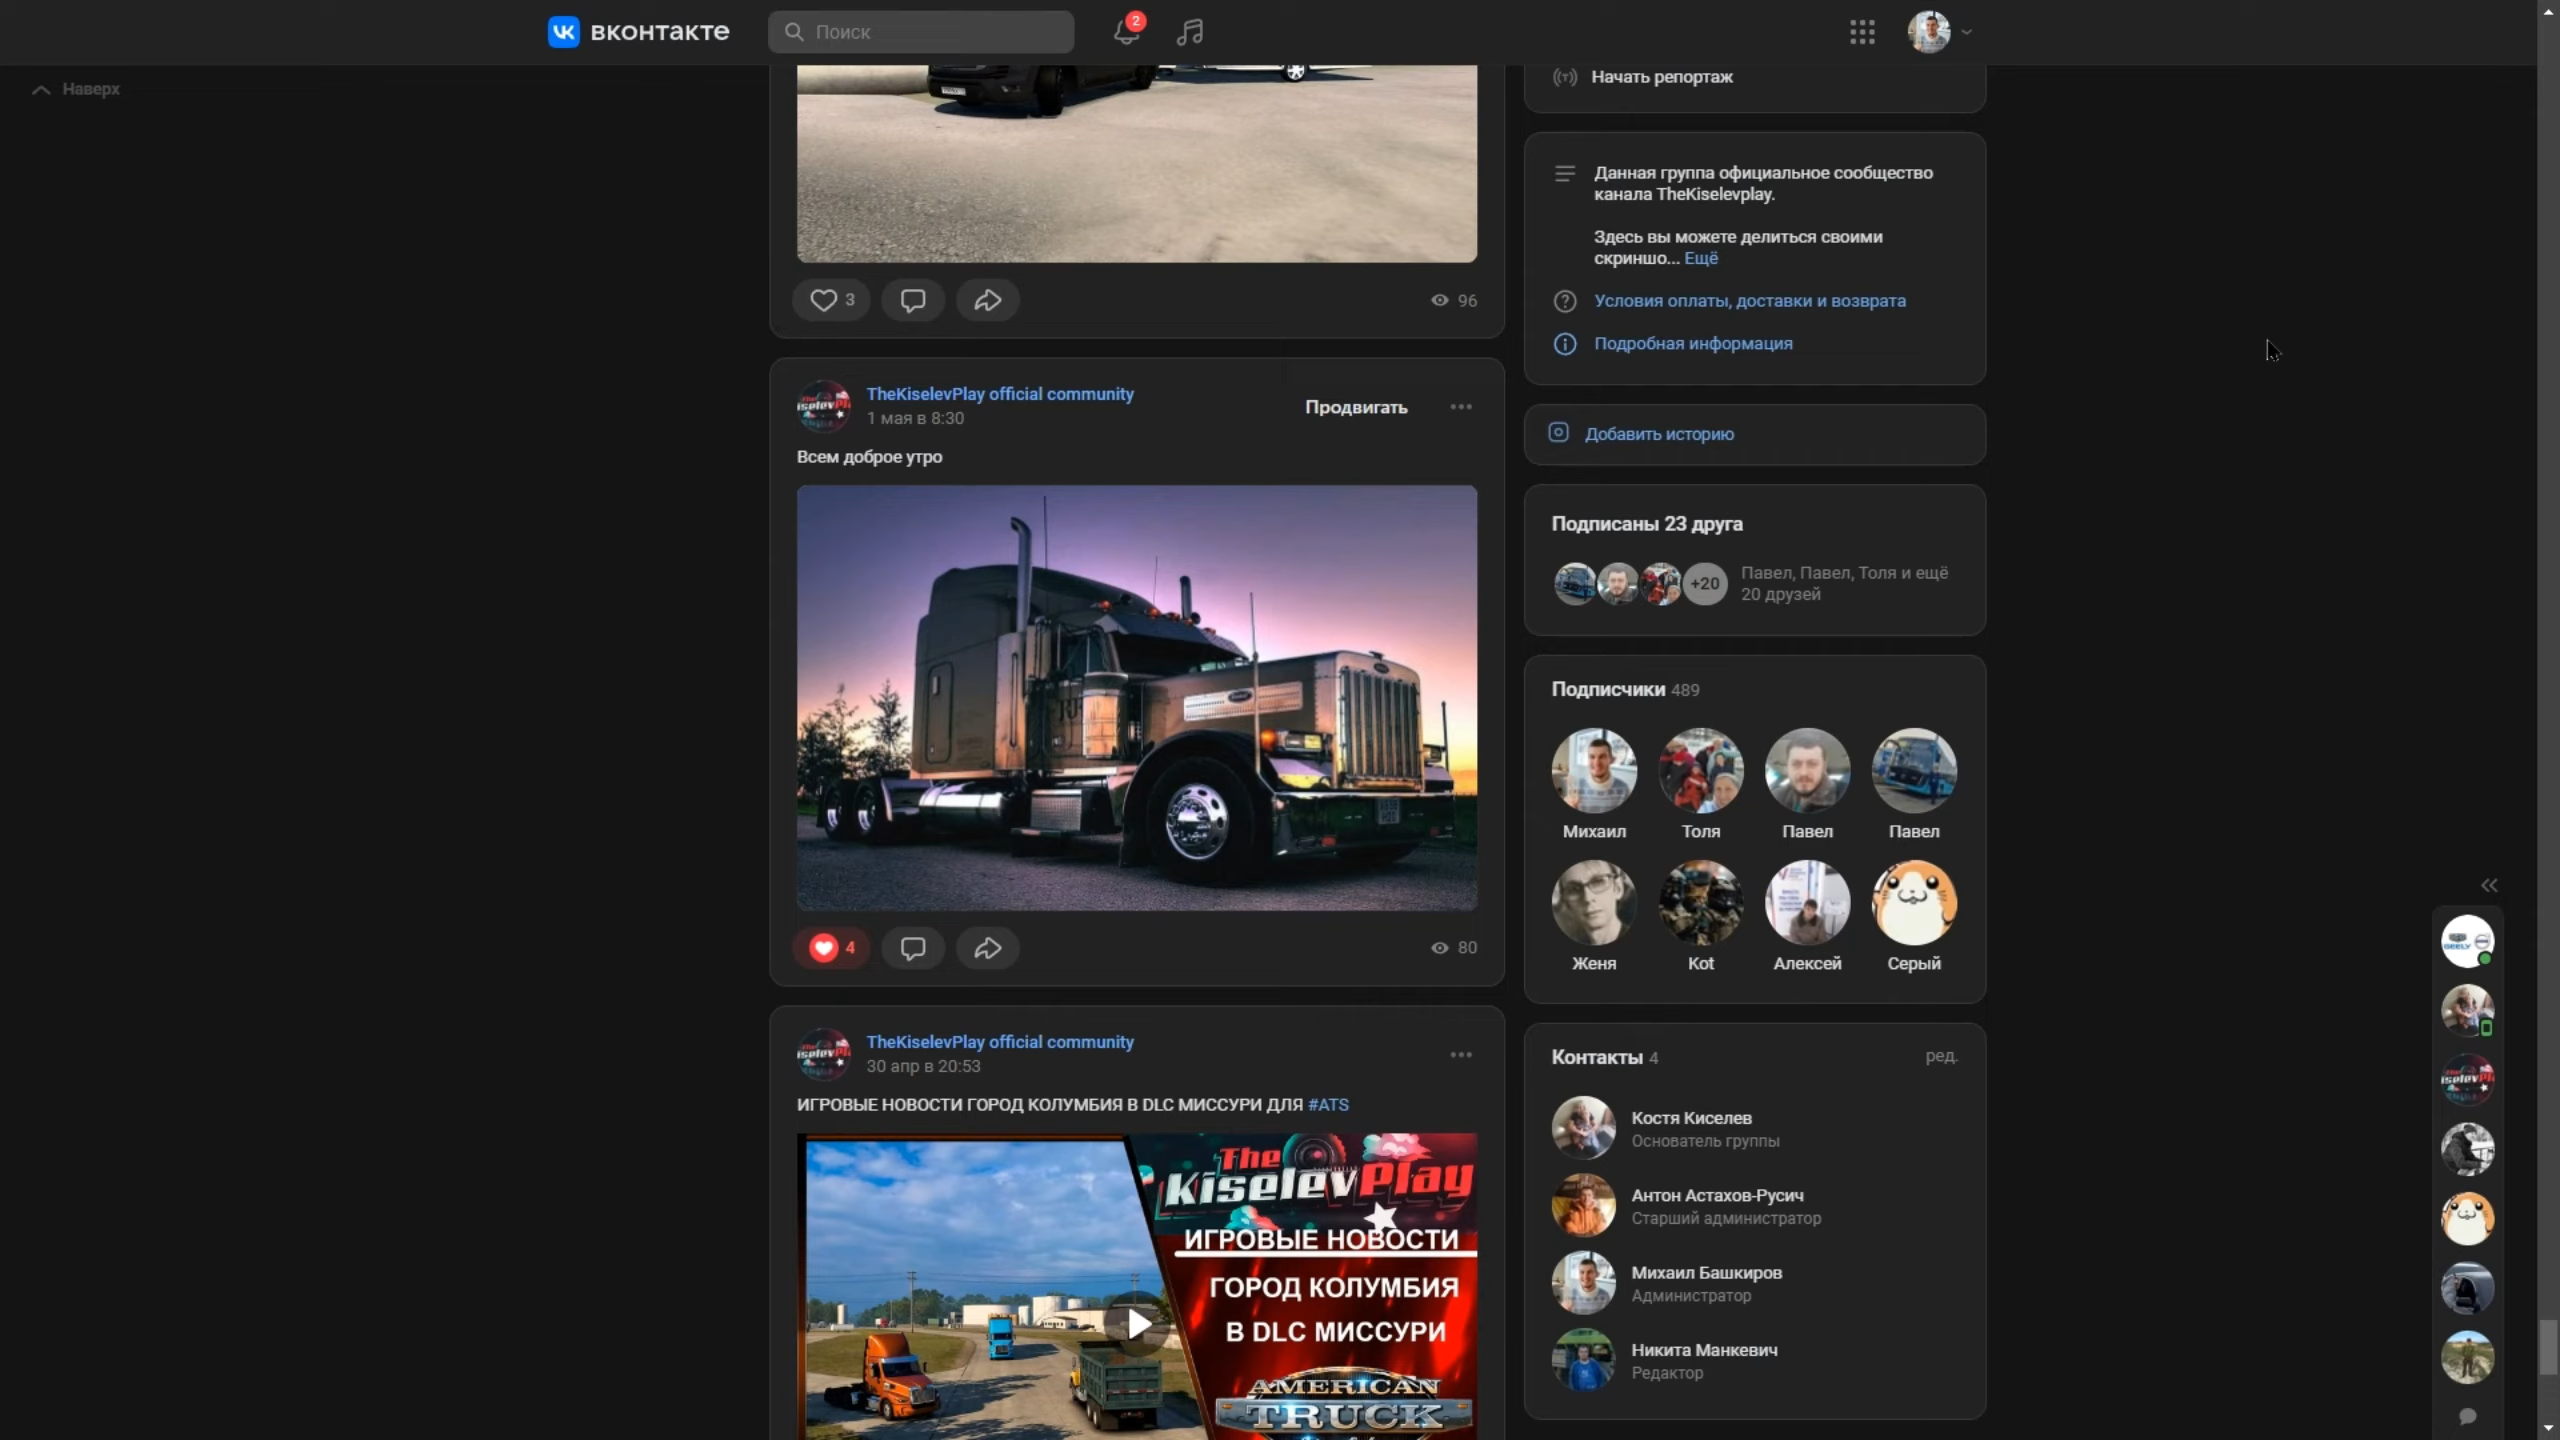 вконтакте
Поиск
2
Наверх
3
96
TheKiselevPlay official community
1 мая в 8:30
Продвигать
Всем доброе утро
4
80
TheKiselevPlay official community
30 апр в 20:53
ИГРОВЫЕ НОВОСТИ ГОРОД КОЛУМБИЯ В DLC МИССУРИ ДЛЯ #ATS
The
KiselevPlay
ИГРОВЫЕ НОВОСТИ
ГОРОД КОЛУМБИЯ
В DLC МИССУРИ
AMERICAN
TRUCK
Начать репортаж
Данная группа официальное сообщество
канала TheKiselevplay.
Здесь вы можете делиться своими
скриншо... Ещё
Условия оплаты, доставки и возврата
Подробная информация
Добавить историю
Подписаны 23 друга
+20
Павел, Павел, Толя и ещё
20 друзей
Подписчики 489
Михаил Толя Павел Павел
Женя Kot Алексей Серый
Контакты 4
ред.
Костя Киселев
Основатель группы
Антон Астахов-Русич
Старший администратор
Михаил Башкиров
Администратор
Никита Манкевич
Редактор
GEELY